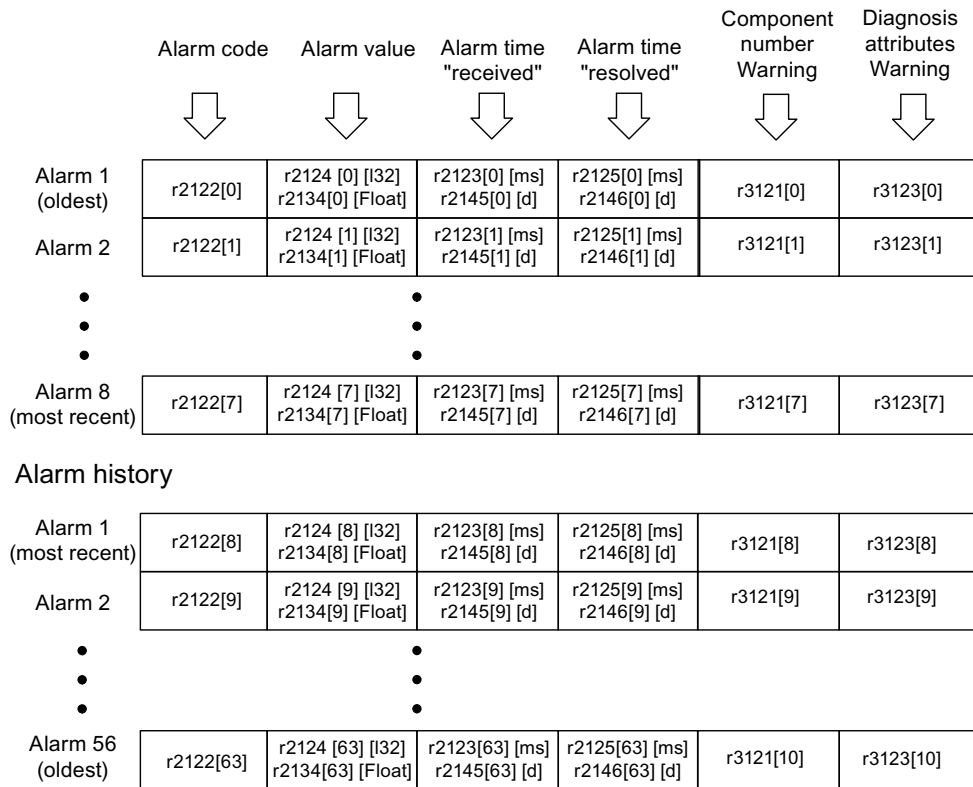 Alarm code
Alarm value
Alarm time
"received"
Alarm time
"resolved"
Component
number
Warning
Diagnosis
attributes
Warning
Alarm 1
(oldest)
r2122[0]
r2124 [0] [I32]
r2134[0] [Float]
r2123[0] [ms]
r2145[0] [d]
r2125[0] [ms]
r2146[0] [d]
r3121[0]
r3123[0]
Alarm 2
r2122[1]
r2124 [1] [I32]
r2134[1] [Float]
r2123[1] [ms]
r2145[1] [d]
r2125[1] [ms]
r2146[1] [d]
r3121[1]
r3123[1]
Alarm 8
(most recent)
r2122[7]
r2124 [7] [I32]
r2134[7] [Float]
r2123[7] [ms]
r2145[7] [d]
r2125[7] [ms]
r2146[7] [d]
r3121[7]
r3123[7]
Alarm history
Alarm 1
(most recent)
r2122[8]
r2124 [8] [I32]
r2134[8] [Float]
r2123[8] [ms]
r2145[8] [d]
r2125[8] [ms]
r2146[8] [d]
r3121[8]
r3123[8]
Alarm 2
r2122[9]
r2124 [9] [I32]
r2134[9] [Float]
r2123[9] [ms]
r2145[9] [d]
r2125[9] [ms]
r2146[9] [d]
r3121[9]
r3123[9]
Alarm 56
(oldest)
r2122[63]
r2124 [63] [I32]
r2134[63] [Float]
r2123[63] [ms]
r2145[63] [d]
r2125[63] [ms]
r2146[63] [d]
r3121[10]
r3123[10]